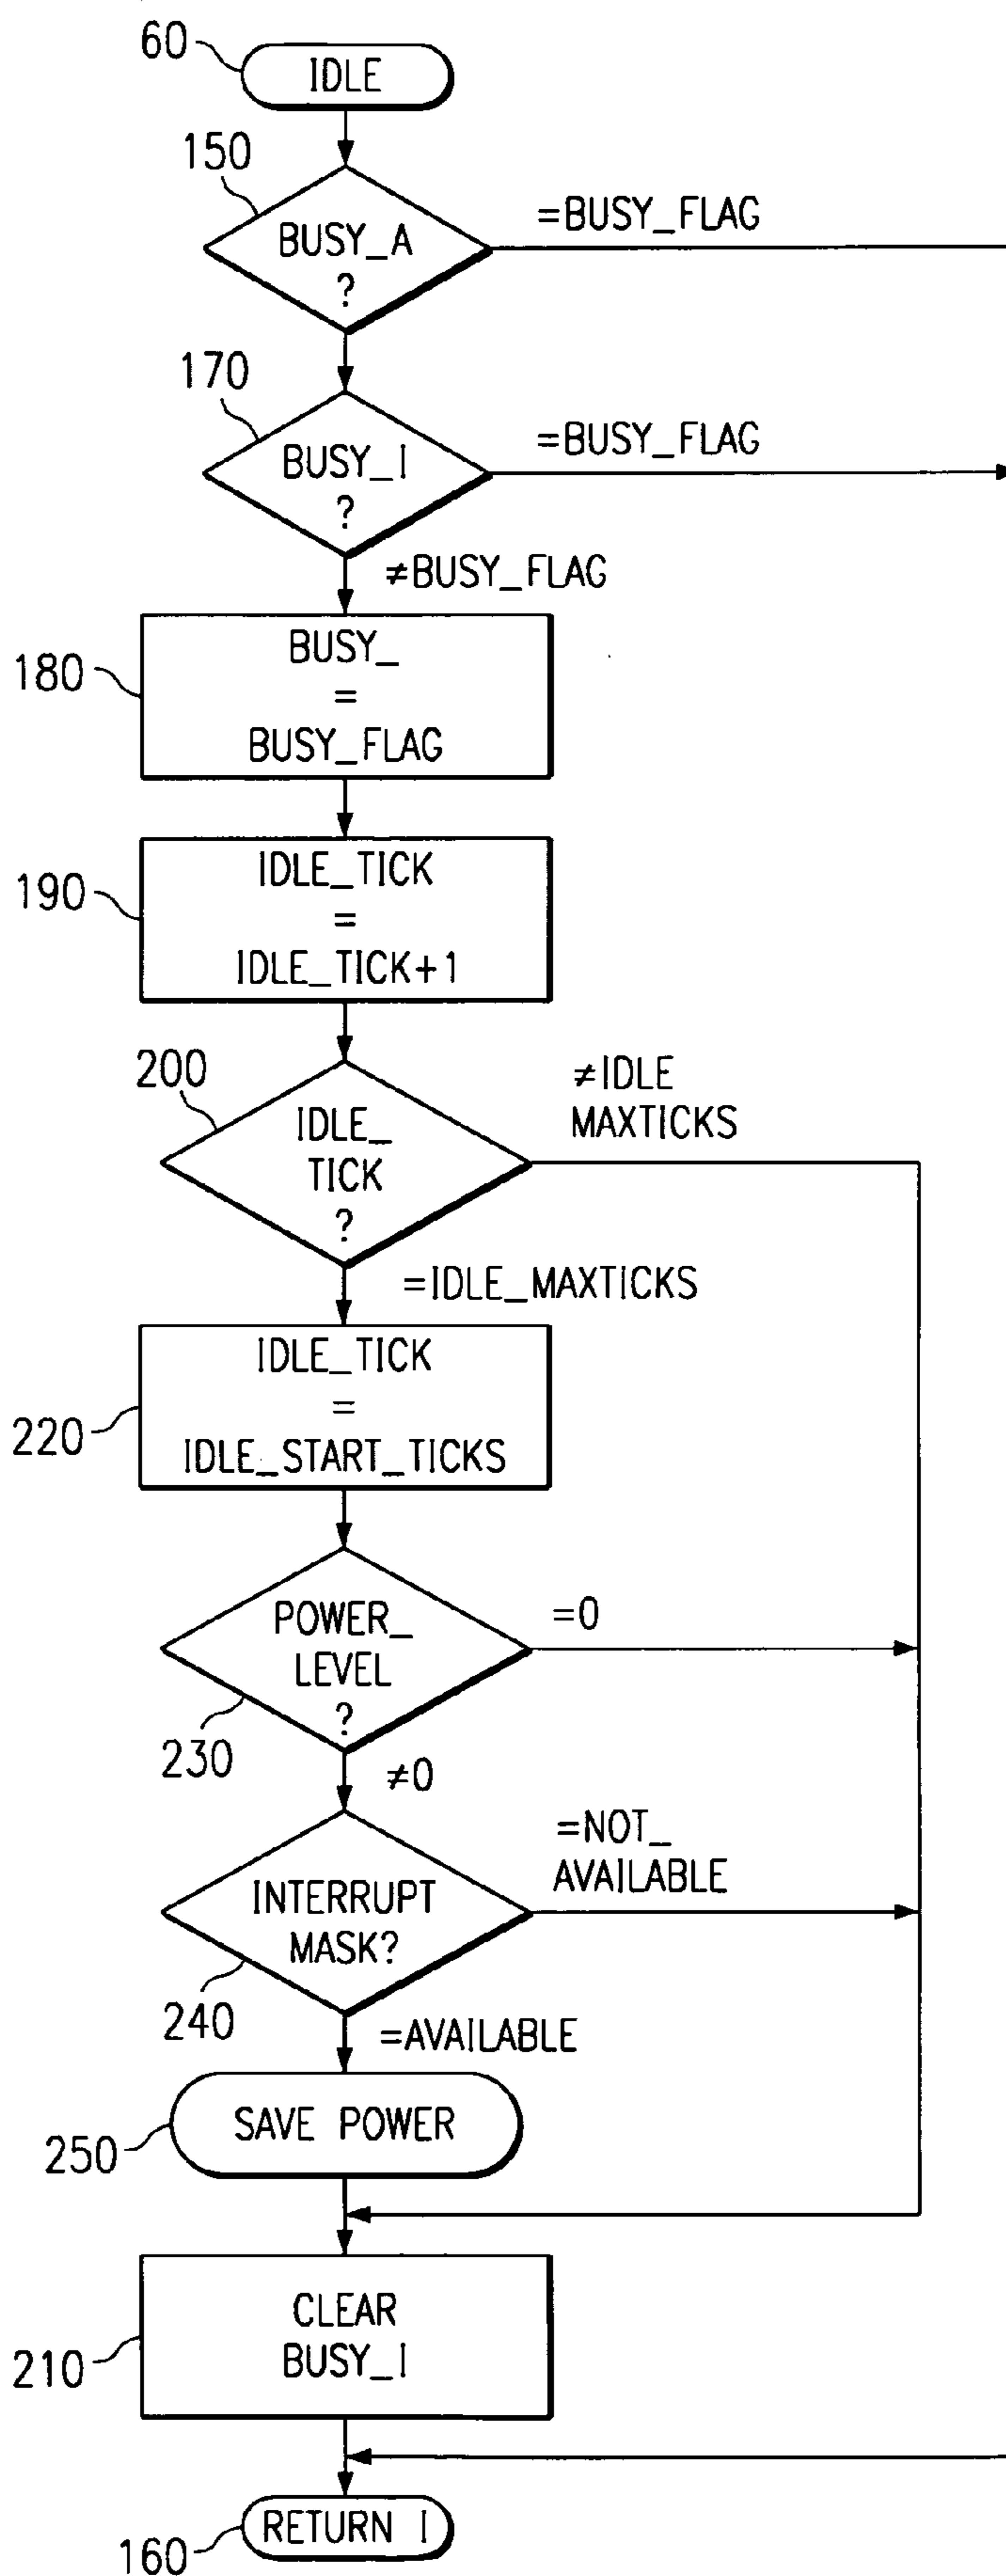 60
IDLE
150
BUSY_A
?
=BUSY_FLAG
170
BUSY_I
?
=BUSY_FLAG
≠BUSY_FLAG
180
BUSY_
=
BUSY_FLAG
190
IDLE_TICK
=
IDLE_TICK+1
200
IDLE_
TICK
?
≠IDLE
MAXTICKS
=IDLE_MAXTICKS
220
IDLE_TICK
=
IDLE_START_TICKS
230
POWER_
LEVEL
?
=0
≠0
240
INTERRUPT
MASK?
=NOT_
AVAILABLE
=AVAILABLE
250
SAVE POWER
210
CLEAR
BUSY_I
160
RETURN I